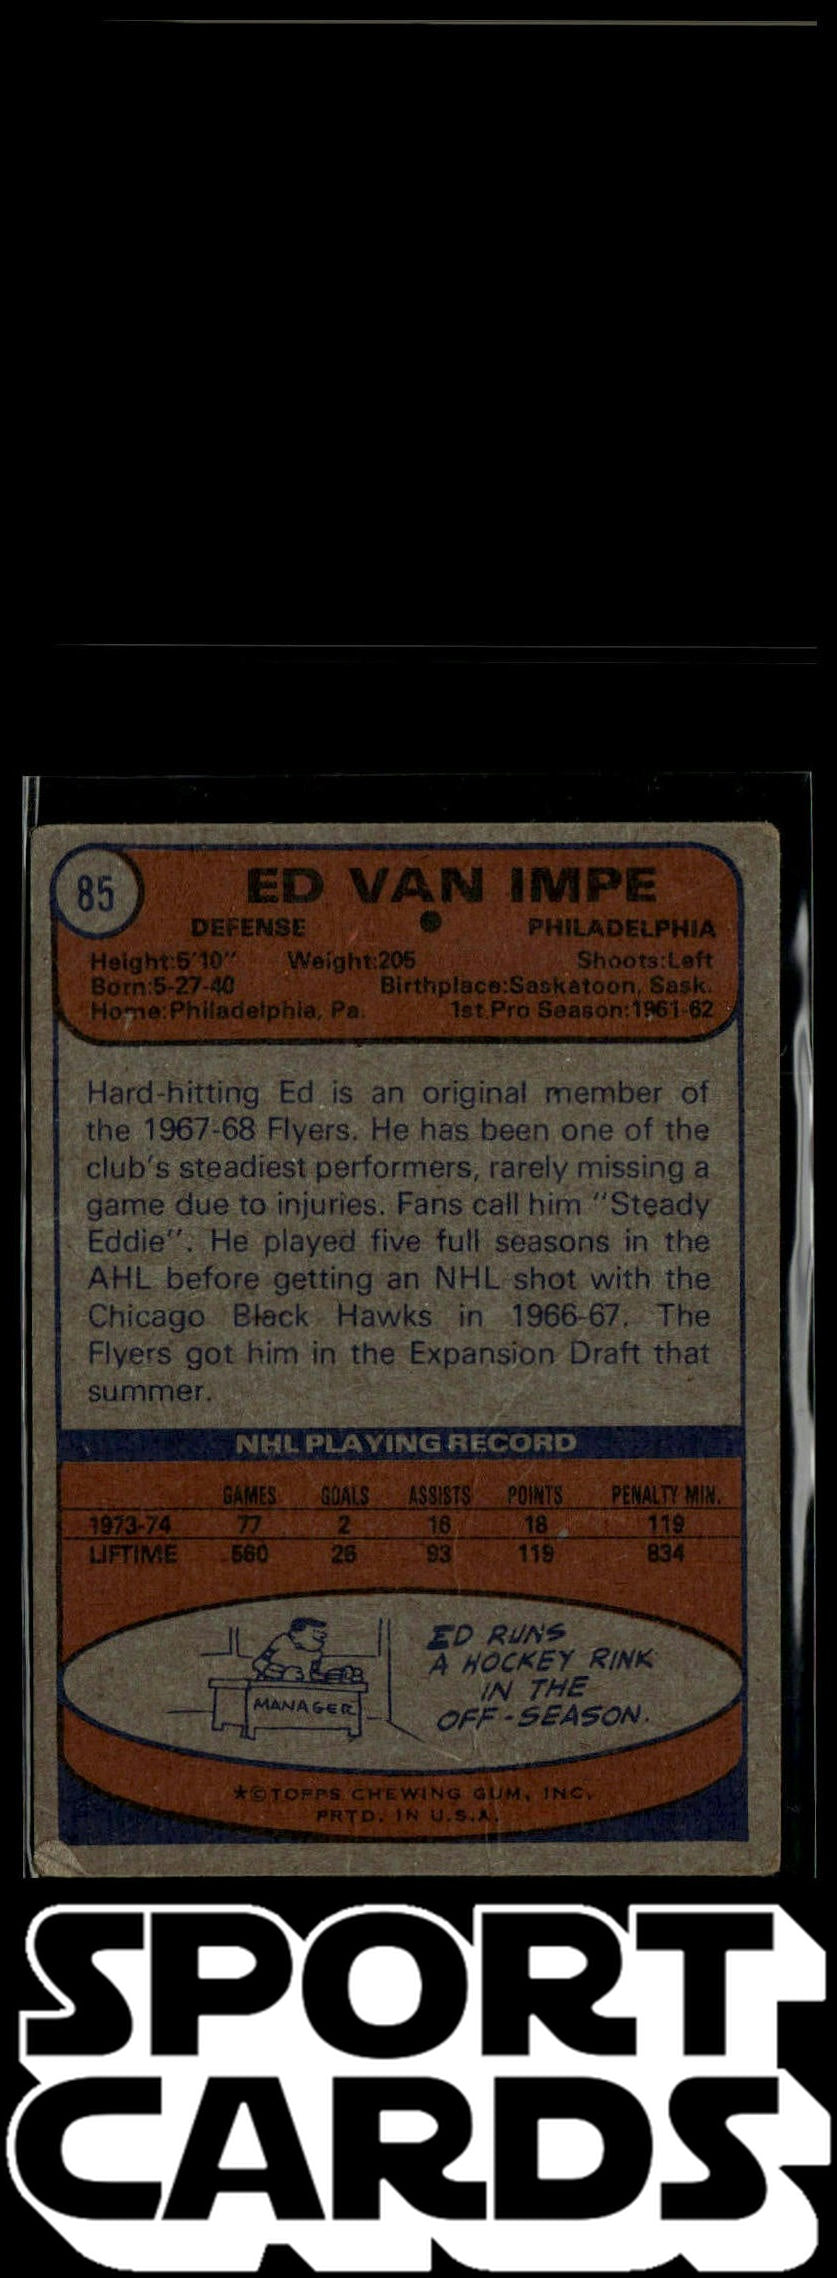 85
ED VAN IMPE
DEFENSE ● PHILADELPHIA
Height:5'10" Weight:205 Shoots:Left
Born:5-27-40 Birthplace:Saskatoon, Sask.
Home:Philadelphia, Pa. 1st Pro Season:1961-62
Hard-hitting Ed is an original member of
the 1967-68 Flyers. He has been one of the
club's steadiest performers, rarely missing a
game due to injuries. Fans call him "Steady
Eddie". He played five full seasons in the
AHL before getting an NHL shot with the
Chicago Black Hawks in 1966-67. The
Flyers got him in the Expansion Draft that
summer.
NHL PLAYING RECORD
GAMES GOALS ASSISTS POINTS PENALTY MIN.
1973-74 77 2 16 18 119
LIFTIME 560 26 93 119 834
MANAGER
ED RUNS
A HOCKEY RINK
IN THE
OFF-SEASON.
★©TOPPS CHEWING GUM, INC.
PRTD. IN U.S.A.
SPORT
CARDS